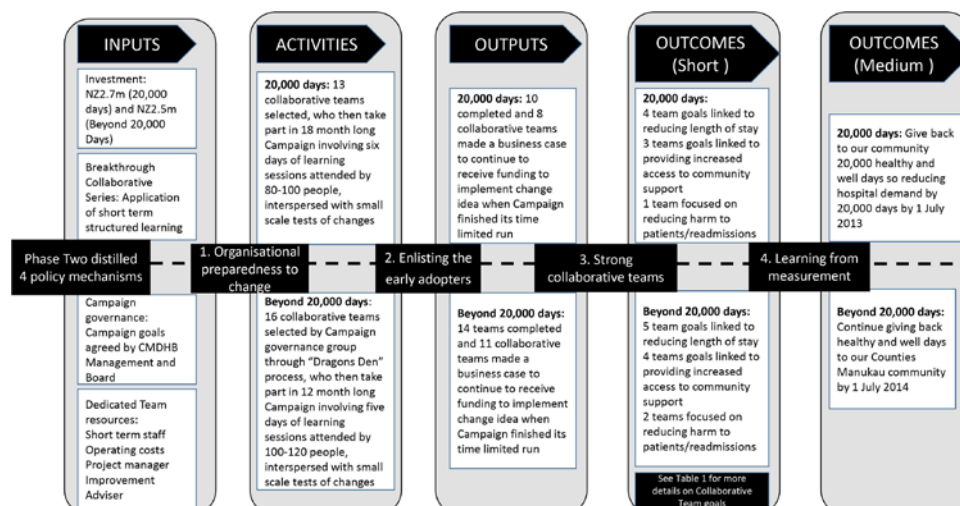 INPUTS
Investment:
NZ2.7m (20,000
days) and NZ2.5m
(Beyond 20,000
Days)
Breakthrough
Collaborative
Series: Application
of short term
structured learning
Phase Two distilled
4 policy mechanisms
Campaign
governance:
Campaign goals
agreed by CMDHB
Management and
Board
Dedicated Team
resources:
Short term staff
Operating costs
Project manager
Improvement
Adviser
ACTIVITIES
20,000 days: 13
collaborative teams
selected, who then take
part in 18 month long
Campaign involving six
days of learning
sessions attended by
80-100 people,
interspersed with small
scale tests of changes
1. Organisational
preparedness to
change
Beyond 20,000 days:
16 collaborative teams
selected by Campaign
governance group
through "Dragons Den"
process, who then take
part in 12 month long
Campaign involving five
days of learning
sessions attended by
100-120 people,
interspersed with small
scale tests of changes
OUTPUTS
20,000 days: 10
completed and 8
collaborative teams
made a business case
to continue to
receive funding to
implement change
idea when Campaign
finished its time
limited run
2. Enlisting the
early adopters
Beyond 20,000 days:
14 teams completed
and 11 collaborative
teams made a
business case to
continue to receive
funding to implement
change idea when
Campaign finished its
time limited run
OUTCOMES
(Short )
20,000 days:
4 team goals linked to
reducing length of stay
3 teams goals linked to
providing increased
access to community
support
1 team focused on
reducing harm to
patients/readmissions
3. Strong
collaborative teams
Beyond 20,000 days:
5 team goals linked to
reducing length of stay
4 teams goals linked to
providing increased
access to community
support
2 teams focused on
reducing harm to
patients/readmissions
See Table 1 for more
details on Collaborative
Team goals
OUTCOMES
(Medium )
20,000 days: Give back
to our community
20,000 healthy and
well days so reducing
hospital demand by
20,000 days by 1 July
2013
4. Learning from
measurement
Beyond 20,000 days:
Continue giving back
healthy and well days
to our Counties
Manukau community
by 1 July 2014